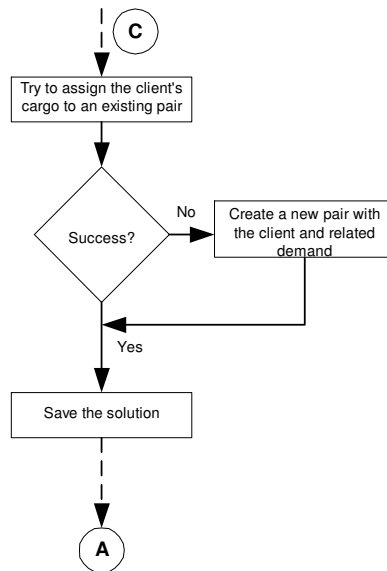 C
Try to assign the client's
cargo to an existing pair
Success?
No
Create a new pair with
the client and related
demand
Yes
Save the solution
A